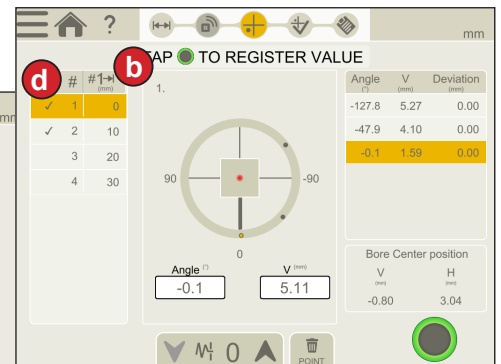 ?
mm
TAP TO REGISTER VALUE
b
d
# #1
(mm)
✓ 1 0
✓ 2 10
3 20
4 30
1.
90 -90
0
Angle (°) V (mm)
-0.1 5.11
Angle V Deviation
(°) (mm) (mm)
-127.8 5.27 0.00
-47.9 4.10 0.00
-0.1 1.59 0.00
Bore Center position
V H
(mm) (mm)
-0.80 3.04
0
POINT
mm